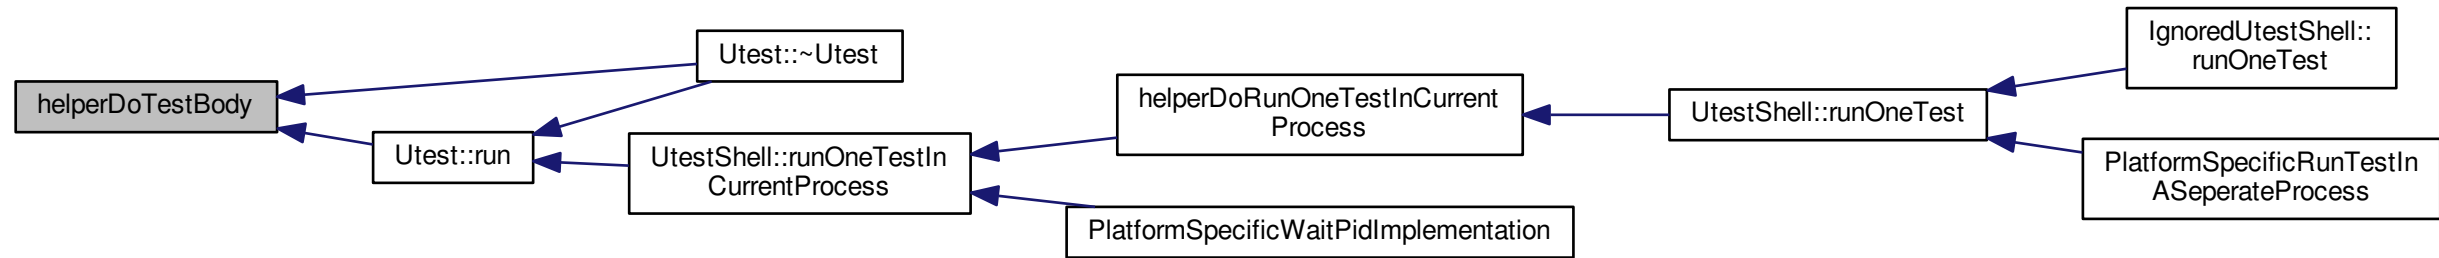 helperDoTestBody
Utest::~Utest
Utest::run
UtestShell::runOneTestIn
CurrentProcess
helperDoRunOneTestInCurrent
Process
PlatformSpecificWaitPidImplementation
UtestShell::runOneTest
IgnoredUtestShell::
runOneTest
PlatformSpecificRunTestIn
ASeperateProcess